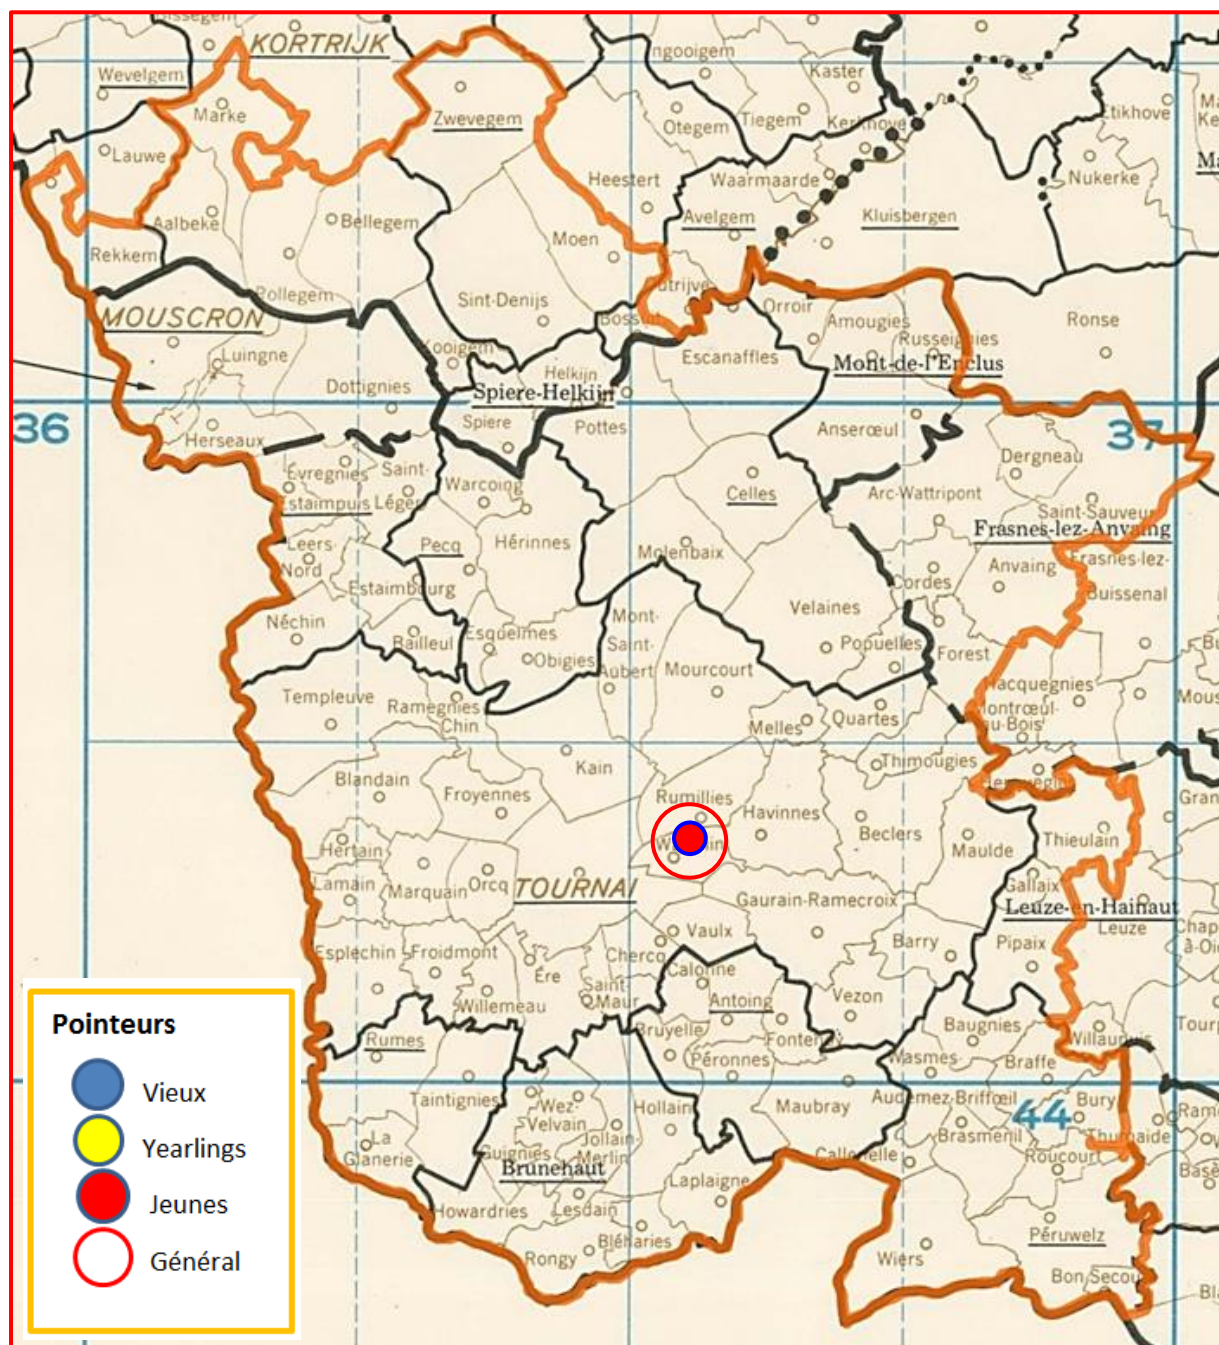 KORTRIJK
Wevelgem
Marke
Zwevegem
Otegem
Tiegem
Kaster
Kerkhove
Lauwe
Heestert
Waarmaarde
Nukerke
Aalbeke
Bellegem
Avelgem
Kluisbergen
Rekkem
Moen
Rollegem
Sint-Denijs
Orroir
MOUSCRON
Amougies
Russeignies
Ronse
Luingne
Kooigem
Escanaffles
Mont-de-l'Enclus
Dottignies
Helkijn
Spiere-Helkijn
36
Herseaux
Spiere
Pottes
Anserœul
37
Évregnies
Saint-
Léger
Dergneau
Estaimpuis
Warcoing
Celles
Arc-Wattripont
Saint-Sauveur
Frasnes-lez-Anvaing
Leers-
Nord
Pecq
Hérinnes
Molenbaix
Anvaing
Frasnes-lez-
Buissenal
Estaimbourg
Cordes
Néchin
Bailleul
Esquelmes
Obigies
Mont-
Saint-
Aubert
Velaines
Popuelles
Forest
Mourcourt
Templeuve
Ramegnies
Chin
Hacquegnies
Montrœul-
au-Bois
Melles
Quartes
Thimougies
Kain
Blandain
Froyennes
Rumillies
Havinnes
Beclers
Maulde
Thieulain
Hertain
Lamain
Marquain
Orcq
TOURNAI
Gaurain-Ramecroix
Gallaix
Leuze-en-Hainaut
Leuze
Esplechin
Froidmont
Ère
Chercq
Vaulx
Barry
Pipaix
Willemeau
Saint-
Maur
Calonne
Antoing
Vezon
Rumes
Bruyelle
Péronnes
Fontenoy
Baugnies
Willaupuis
Wasmes-
Audemez-Briffœil
Braffe
Taintignies
Wez-
Velvain
Hollain
Maubray
44
Bury
La
Glanerie
Jollain-
Merlin
Brasmenil
Thumaide
Guignies
Brunehaut
Callenelle
Roucourt
Howardries
Lesdain
Laplaigne
Rongy
Bléharies
Wiers
Péruwelz
Pointeurs
Vieux
Yearlings
Jeunes
Général